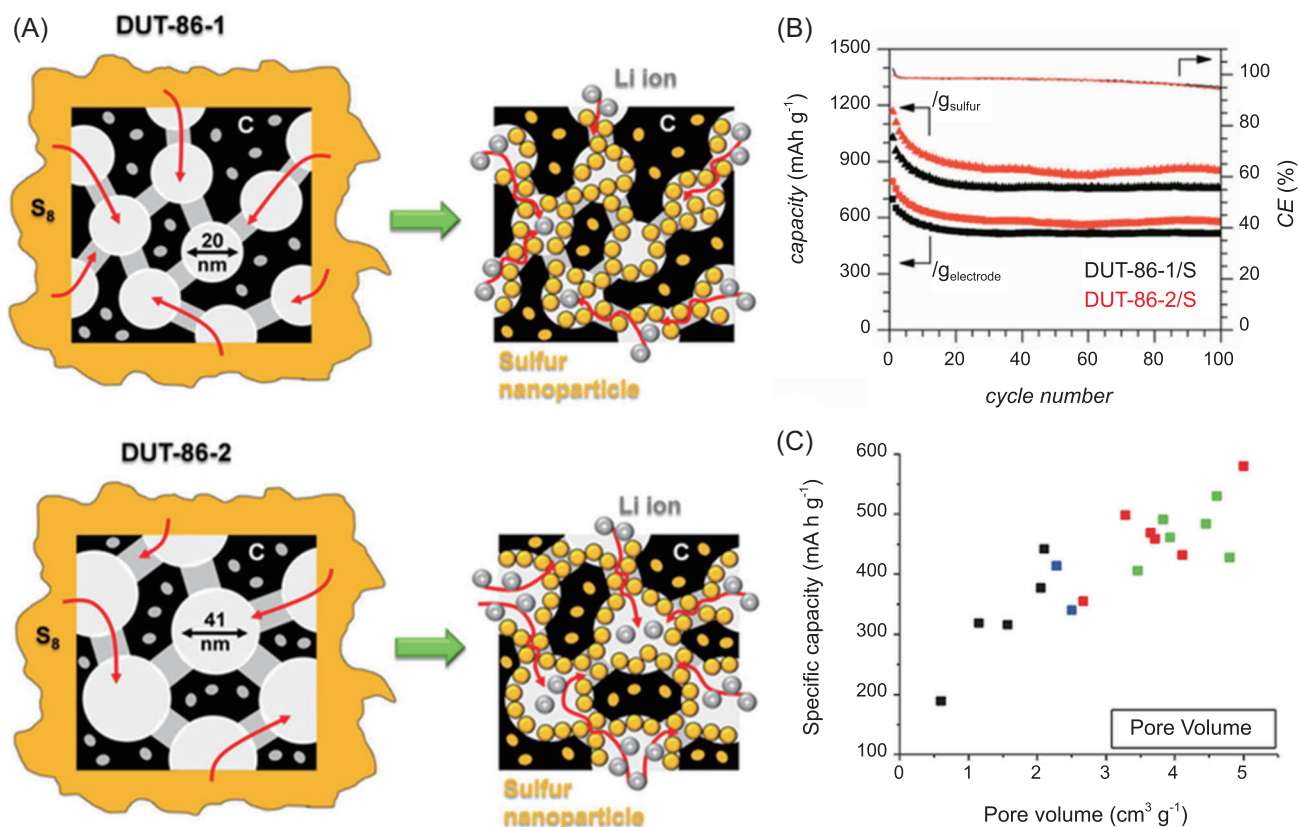 (A)
DUT-86-1
S₈
C
20
nm
Li ion
C
Sulfur
nanoparticle
DUT-86-2
S₈
C
41
nm
Li ion
C
Sulfur
nanoparticle
(B)
1500
1200
900
600
300
0
capacity (mAh g⁻¹)
/gsulfur
/gelectrode
DUT-86-1/S
DUT-86-2/S
100
80
60
40
20
0
CE (%)
0 20 40 60 80 100
cycle number
(C)
600
500
400
300
200
100
Specific capacity (mA h g⁻¹)
Pore Volume
0 1 2 3 4 5
Pore volume (cm³ g⁻¹)